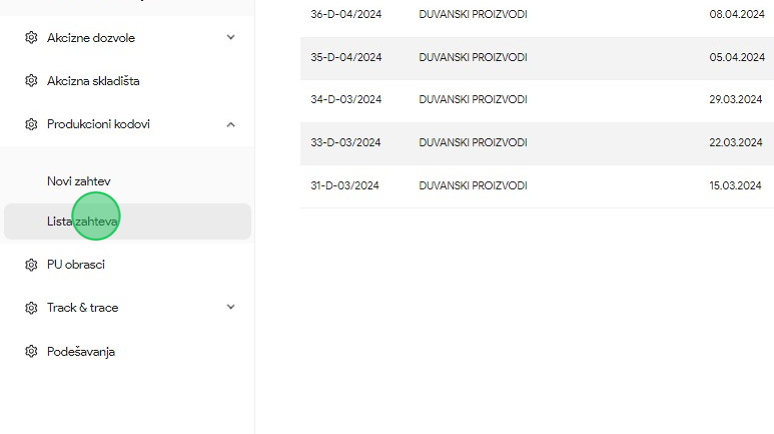 Akcizne dozvole
Akcizna skladišta
Produkcioni kodovi
Novi zahtev
Lista zahteva
PU obrasci
Track & trace
Podešavanja
36-D-04/2024 DUVANSKI PROIZVODI 08.04.2024
35-D-04/2024 DUVANSKI PROIZVODI 05.04.2024
34-D-03/2024 DUVANSKI PROIZVODI 29.03.2024
33-D-03/2024 DUVANSKI PROIZVODI 22.03.2024
31-D-03/2024 DUVANSKI PROIZVODI 15.03.2024